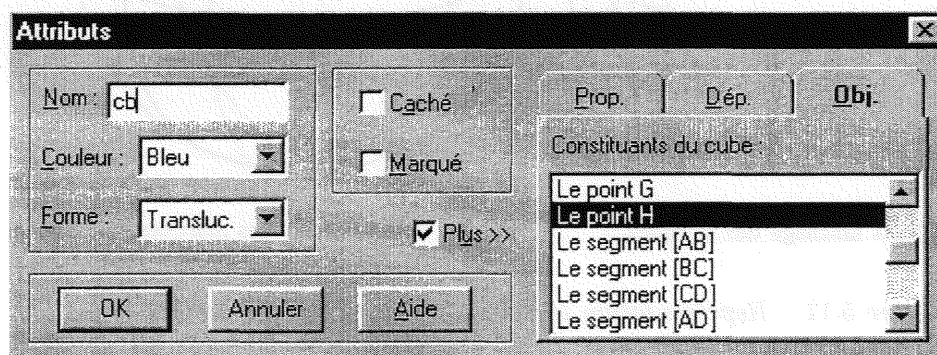 Attributs
Nom : cb
Couleur : Bleu
Forme : Transluc.
Caché
Marqué
Plus >>
OK
Annuler
Aide
Prop.
Dép.
Obj.
Constituants du cube :
Le point G
Le point H
Le segment [AB]
Le segment [BC]
Le segment [CD]
Le segment [AD]